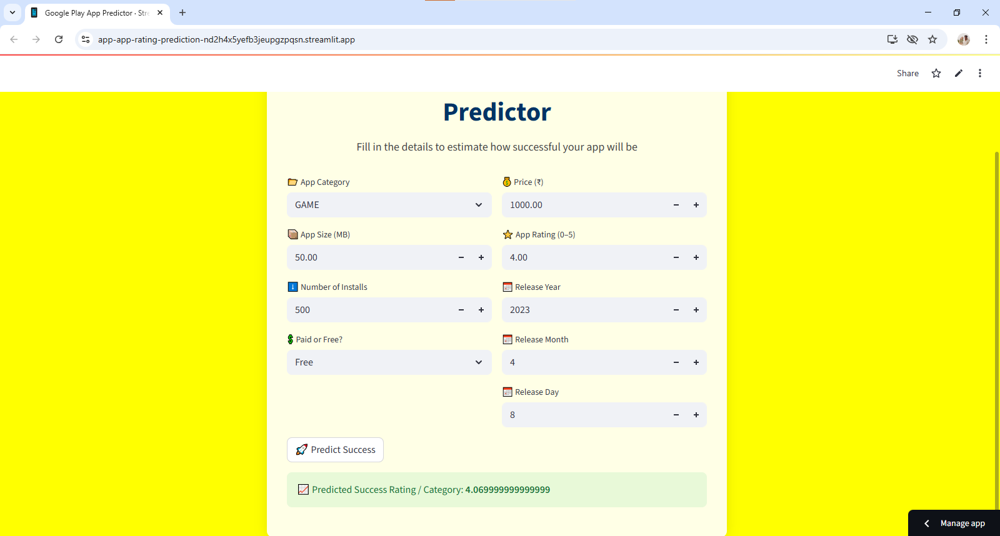 Google Play App Predictor · Stre
app-app-rating-prediction-nd2h4x5yefb3jeupgzpqsn.streamlit.app
Share
Predictor
Fill in the details to estimate how successful your app will be
App Category
GAME
App Size (MB)
50.00
Number of Installs
500
Paid or Free?
Free
Price (₹)
1000.00
App Rating (0–5)
4.00
Release Year
2023
Release Month
4
Release Day
8
Predict Success
Predicted Success Rating / Category: 4.069999999999999
Manage app